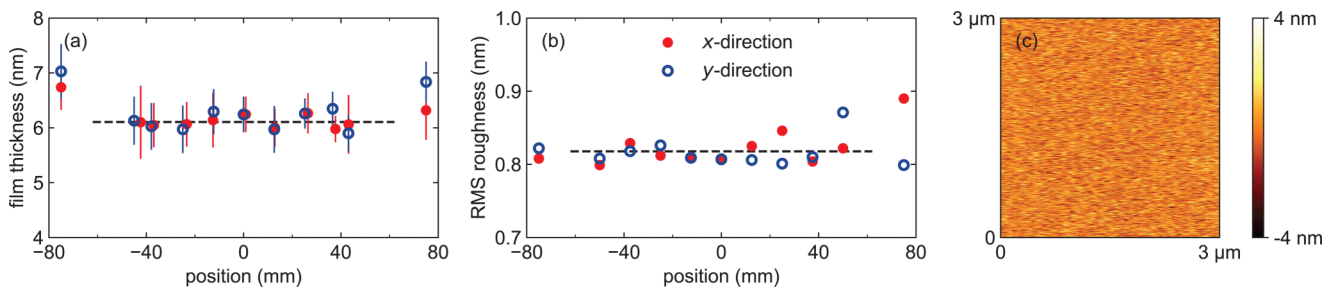 8
7
6
5
4
film thickness (nm)
(a)
−80
−40
0
40
80
position (mm)
1.0
0.9
0.8
0.7
RMS roughness (nm)
(b)
x-direction
y-direction
−80
−40
0
40
80
position (mm)
3 µm
(c)
0
0
3 µm
4 nm
-4 nm